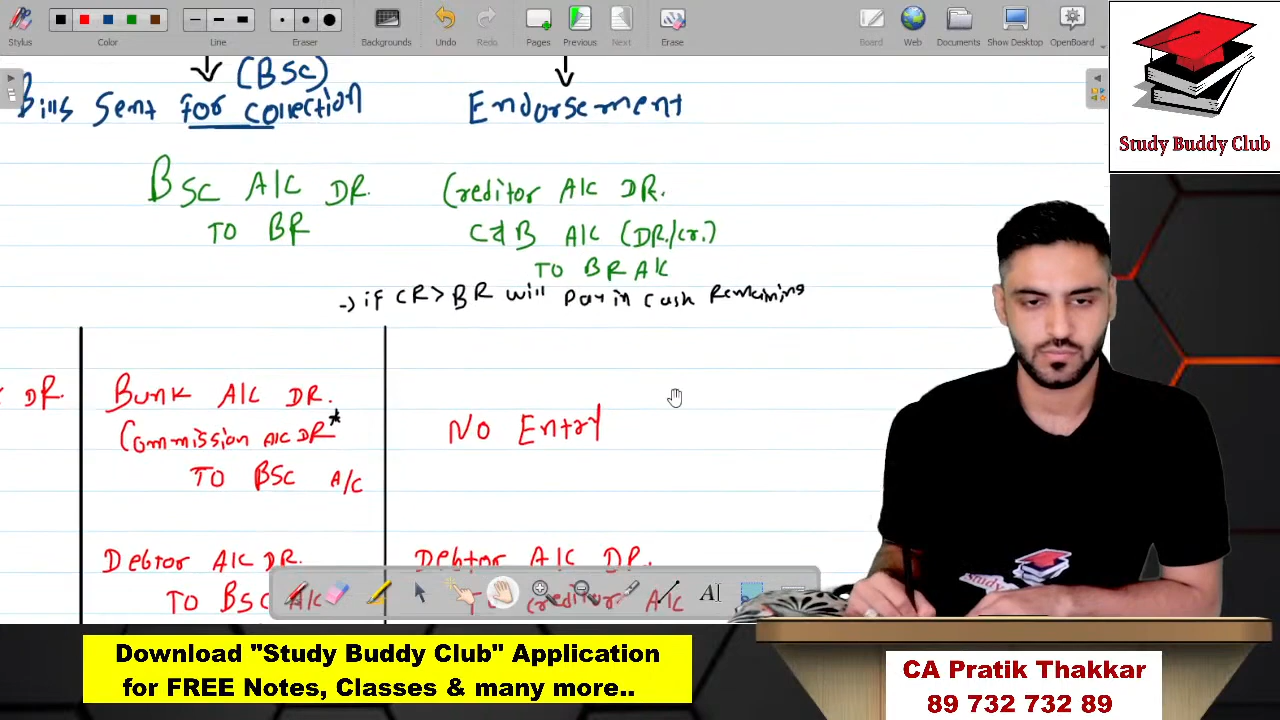 Stylus
Color
Line
Eraser
Backgrounds
Undo
Redo
Pages
Previous
Next
Erase
Board
Web
Documents
Show Desktop
OpenBoard
Study Buddy Club
(BSC)
Bills Sent for collection
Endorsement
BSC A/C DR.
TO BR
Creditor A/C DR.
C&B A/C (DR./Cr.)
TO BR A/C
-> if CR > BR will Pay in Cash Remaining
DR.
Bank A/C DR.
Commission A/C DR*
TO BSC A/C
No Entry
Debtor A/C DR.
TO BSC A/C
Debtor A/C DR.
To creditor A/C
Download "Study Buddy Club" Application
for FREE Notes, Classes & many more..
CA Pratik Thakkar
89 732 732 89